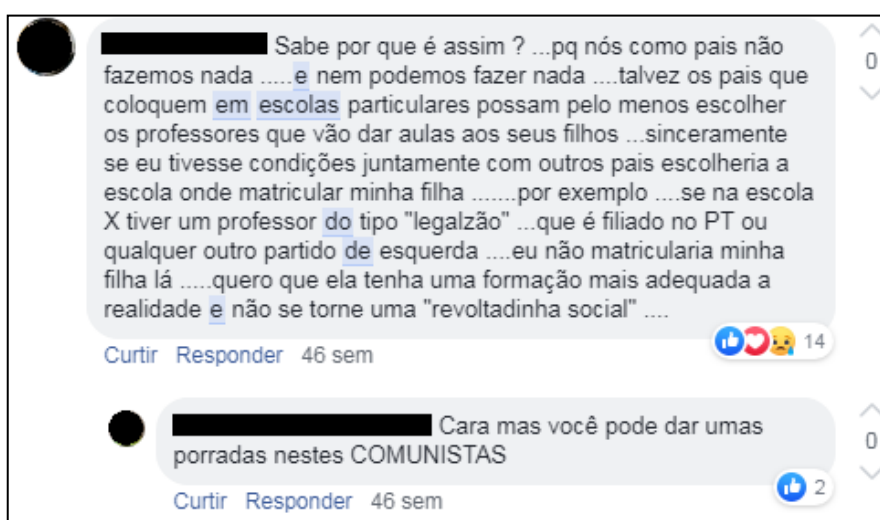 Sabe por que é assim ? ...pq nós como pais não
fazemos nada .....e nem podemos fazer nada ....talvez os pais que
coloquem em escolas particulares possam pelo menos escolher
os professores que vão dar aulas aos seus filhos ...sinceramente
se eu tivesse condições juntamente com outros pais escolheria a
escola onde matricular minha filha .......por exemplo ....se na escola
X tiver um professor do tipo "legalzão" ...que é filiado no PT ou
qualquer outro partido de esquerda ....eu não matricularia minha
filha lá .....quero que ela tenha uma formação mais adequada a
realidade e não se torne uma "revoltadinha social" ....
0
14
Curtir Responder 46 sem
Cara mas você pode dar umas
porradas nestes COMUNISTAS
0
2
Curtir Responder 46 sem